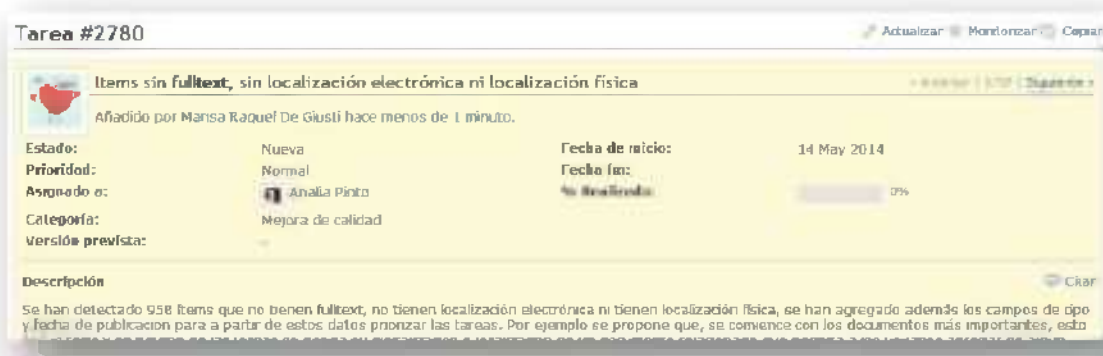 Tarea #2780
Actualizar Monitorizar Copiar
Items sin fulltext, sin localización electrónica ni localización física
Añadido por Marisa Raquel De Giusti hace menos de 1 minuto.
Estado: Nueva Fecha de inicio: 14 May 2014
Prioridad: Normal Fecha fin:
Asignado a: Analía Pinto % Realizado: 0%
Categoría: Mejora de calidad
Versión prevista: -
Descripción Citar
Se han detectado 958 ítems que no tienen fulltext, no tienen localización electrónica ni tienen localización física, se han agregado además los campos de tipo
y fecha de publicación para a partir de estos datos priorizar las tareas. Por ejemplo se propone que, se comience con los documentos más importantes, esto